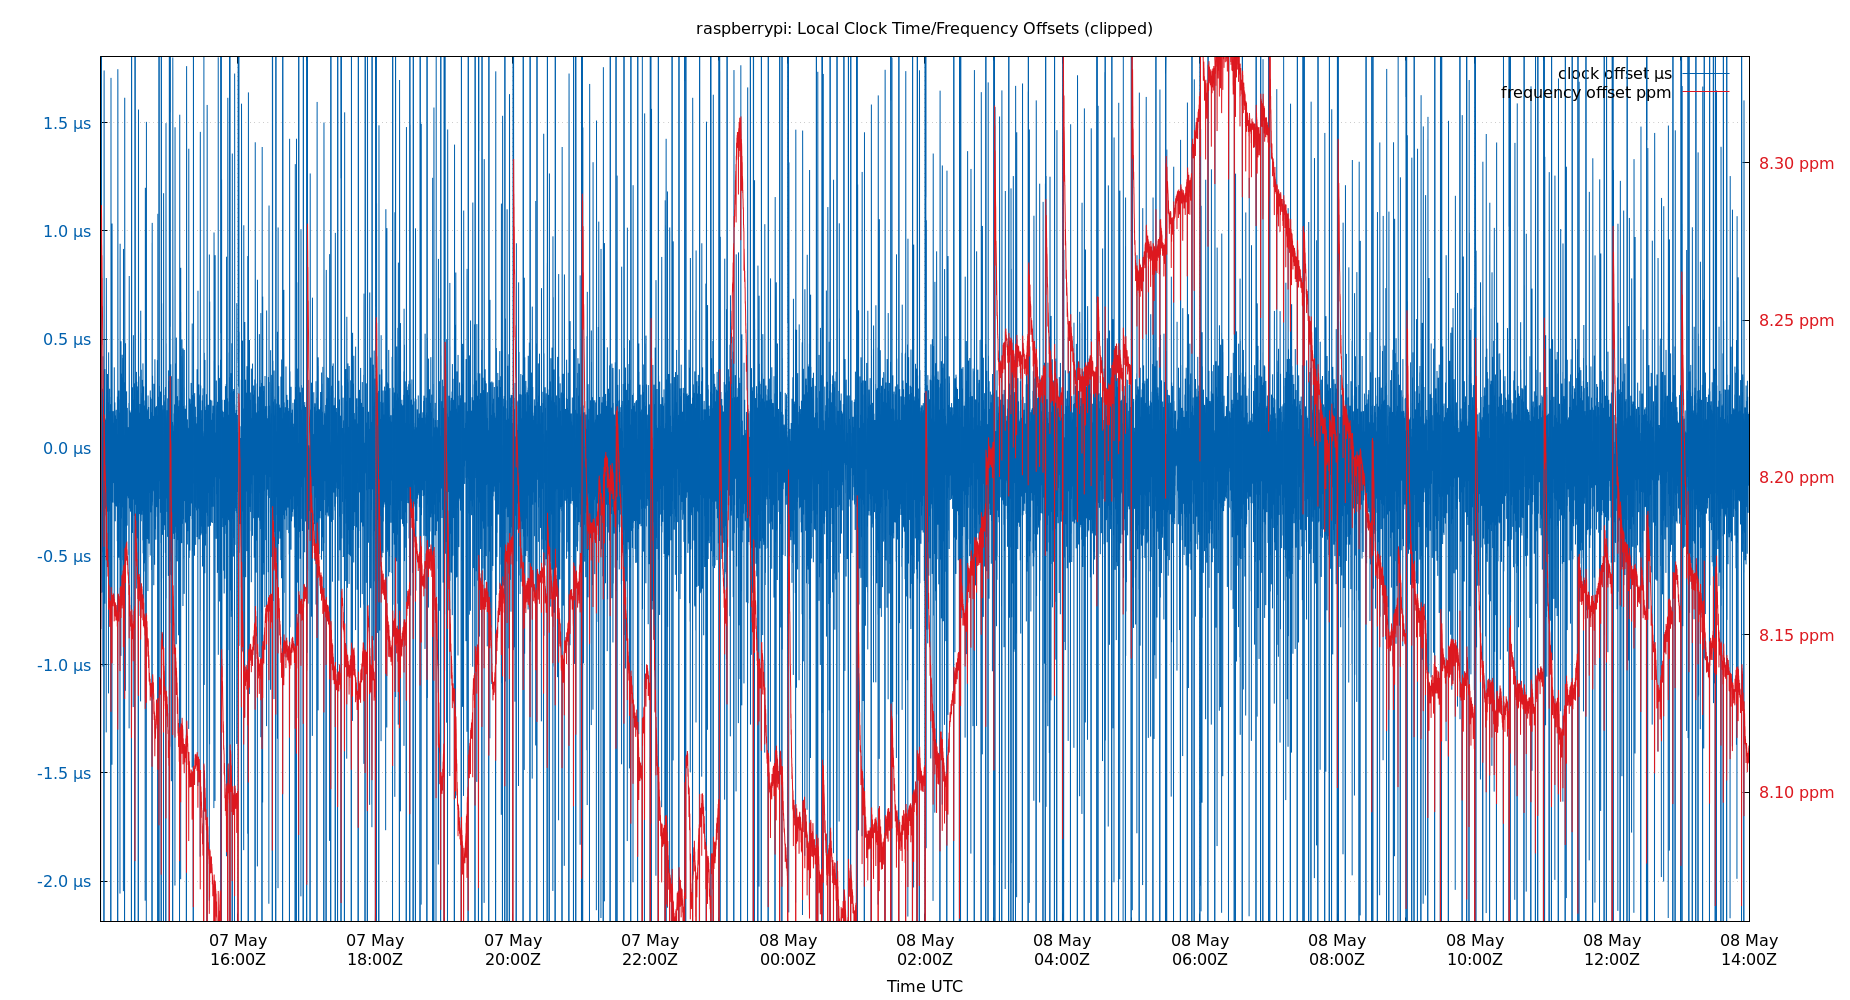 raspberrypi: Local Clock Time/Frequency Offsets (clipped)
clock offset µs
frequency offset ppm
1.5 µs
1.0 µs
0.5 µs
0.0 µs
-0.5 µs
-1.0 µs
-1.5 µs
-2.0 µs
8.30 ppm
8.25 ppm
8.20 ppm
8.15 ppm
8.10 ppm
07 May 07 May 07 May 07 May 08 May 08 May 08 May 08 May 08 May 08 May 08 May 08 May
16:00Z 18:00Z 20:00Z 22:00Z 00:00Z 02:00Z 04:00Z 06:00Z 08:00Z 10:00Z 12:00Z 14:00Z
Time UTC